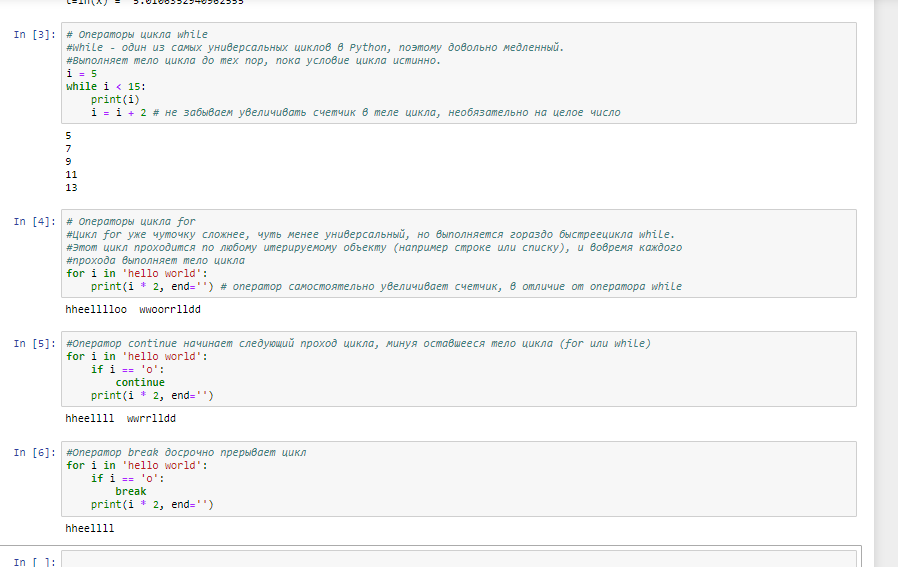 t=ln(x) = 5.0106352940962555
In [3]: # Операторы цикла while
#While - один из самых универсальных циклов в Python, поэтому довольно медленный.
#Выполняет тело цикла до тех пор, пока условие цикла истинно.
i = 5
while i < 15:
    print(i)
    i = i + 2 # не забываем увеличивать счетчик в теле цикла, необязательно на целое число
5
7
9
11
13
In [4]: # Операторы цикла for
#Цикл for уже чуточку сложнее, чуть менее универсальный, но выполняется гораздо быстреецикла while.
#Этот цикл проходится по любому итерируемому объекту (например строке или списку), и вовремя каждого
#прохода выполняет тело цикла
for i in 'hello world':
    print(i * 2, end='') # оператор самостоятельно увеличивает счетчик, в отличие от оператора while
hheelllloo  wwoorrlldd
In [5]: #Оператор continue начинает следующий проход цикла, минуя оставшееся тело цикла (for или while)
for i in 'hello world':
    if i == 'o':
        continue
    print(i * 2, end='')
hheellll  wwrrlldd
In [6]: #Оператор break досрочно прерывает цикл
for i in 'hello world':
    if i == 'o':
        break
    print(i * 2, end='')
hheellll
In [ ]: